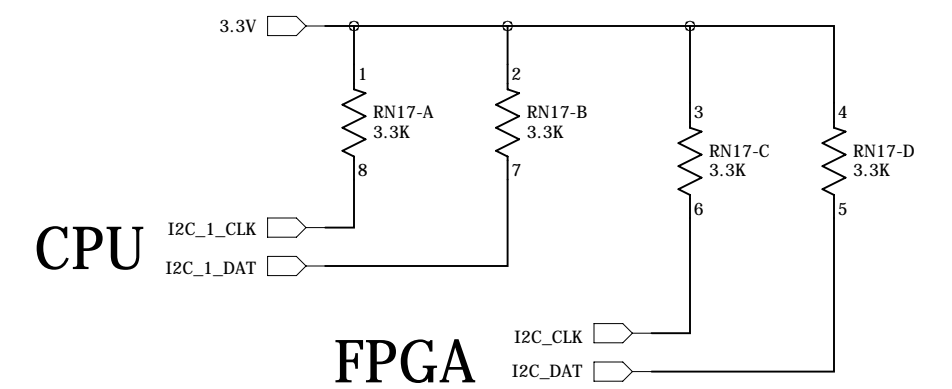 3.3V
1
RN17-A
3.3K
8
2
RN17-B
3.3K
7
3
RN17-C
3.3K
6
4
RN17-D
3.3K
5
CPU
I2C_1_CLK
I2C_1_DAT
FPGA
I2C_CLK
I2C_DAT